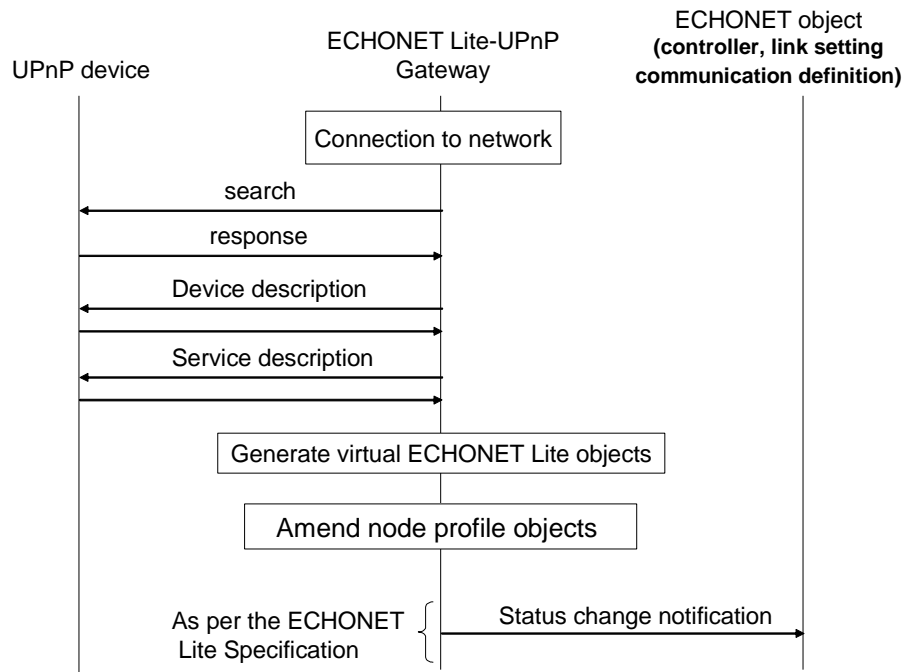 UPnP device
ECHONET Lite-UPnP
Gateway
ECHONET object
(controller, link setting
communication definition)
Connection to network
search
response
Device description
Service description
Generate virtual ECHONET Lite objects
Amend node profile objects
As per the ECHONET
Lite Specification
Status change notification